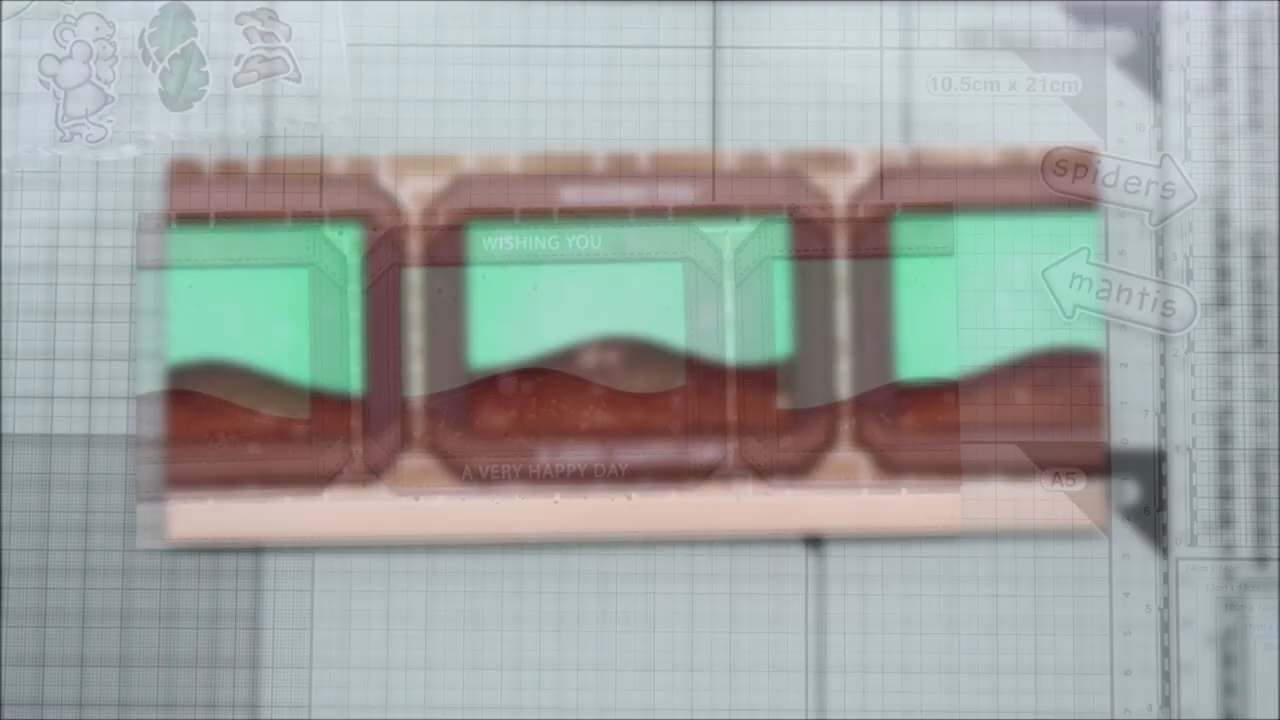 10.5cm x 21cm
spiders
WISHING YOU
mantis
A VERY HAPPY DAY
A5